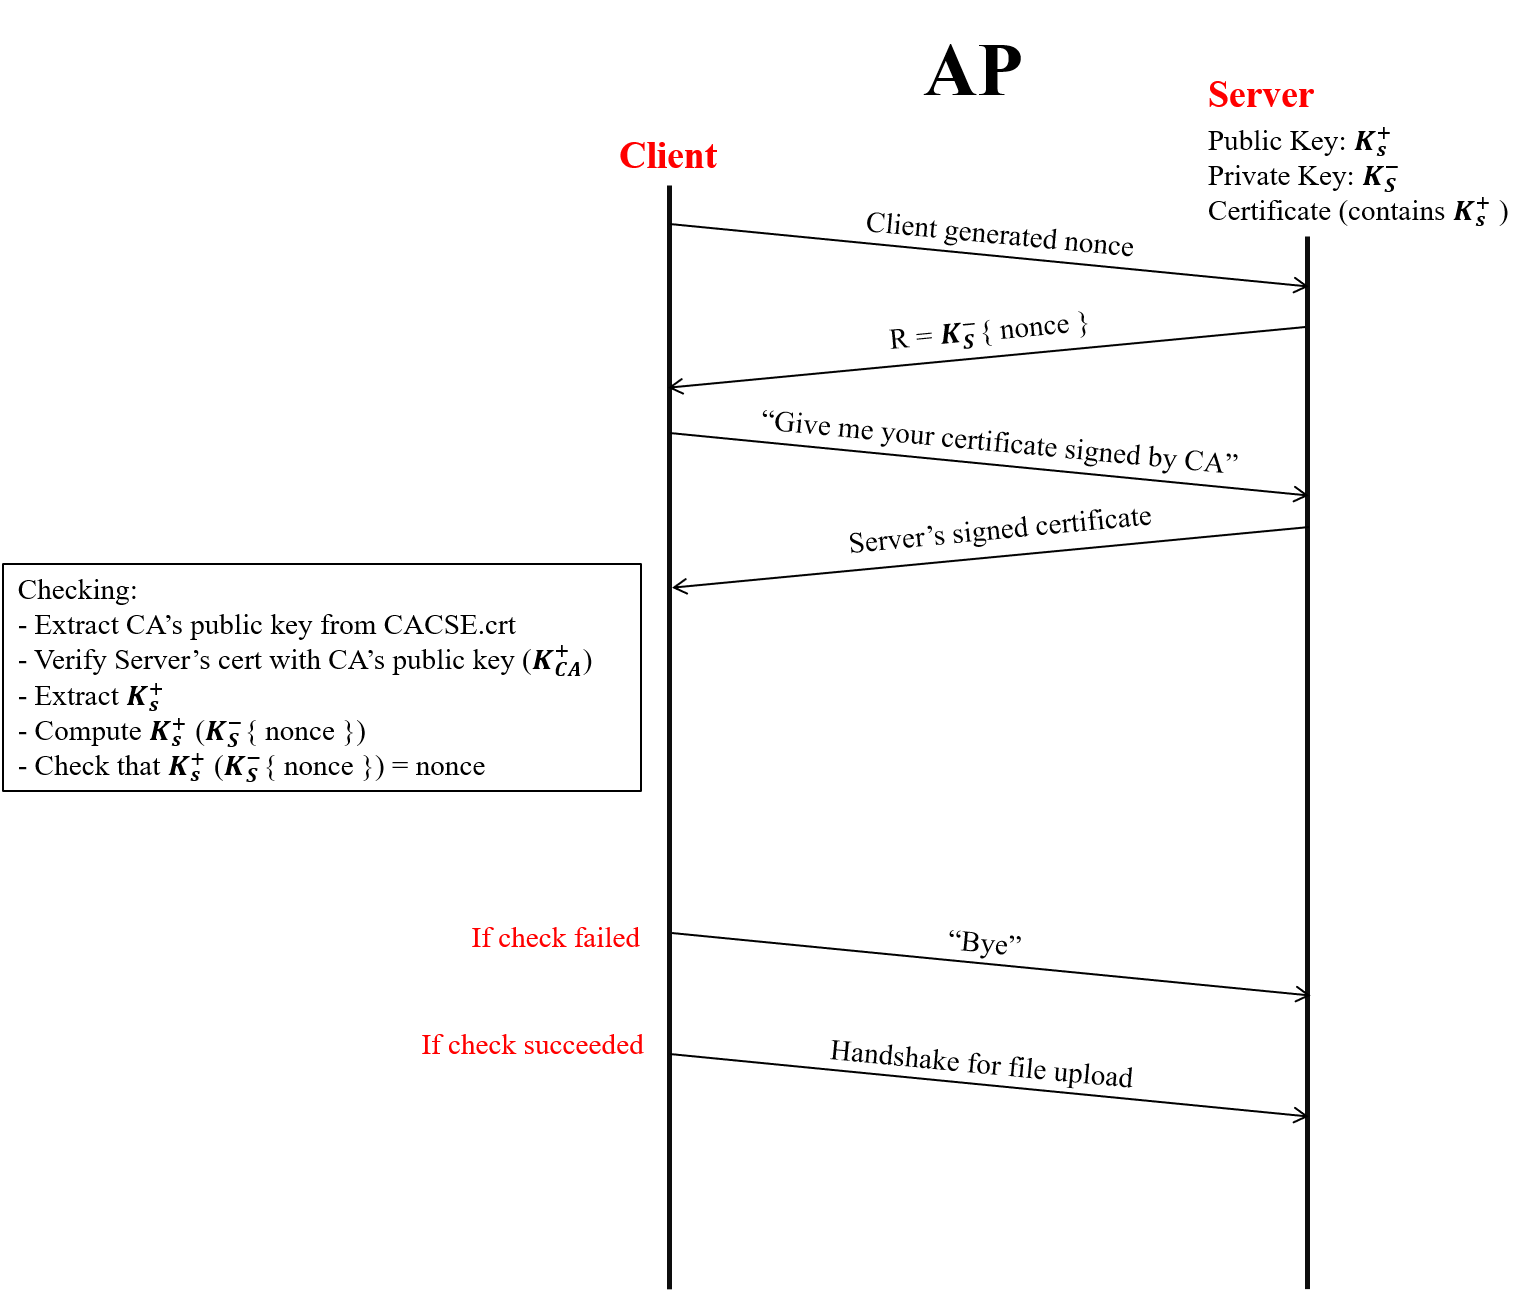 AP
Server
Public Key: K_s^+
Private Key: K_S^-
Certificate (contains K_s^+ )
Client
Client generated nonce
R = K_S^- { nonce }
“Give me your certificate signed by CA”
Server’s signed certificate
Checking:
- Extract CA’s public key from CACSE.crt
- Verify Server’s cert with CA’s public key (K_CA^+)
- Extract K_s^+
- Compute K_s^+ (K_S^- { nonce })
- Check that K_s^+ (K_S^- { nonce }) = nonce
If check failed
“Bye”
If check succeeded
Handshake for file upload